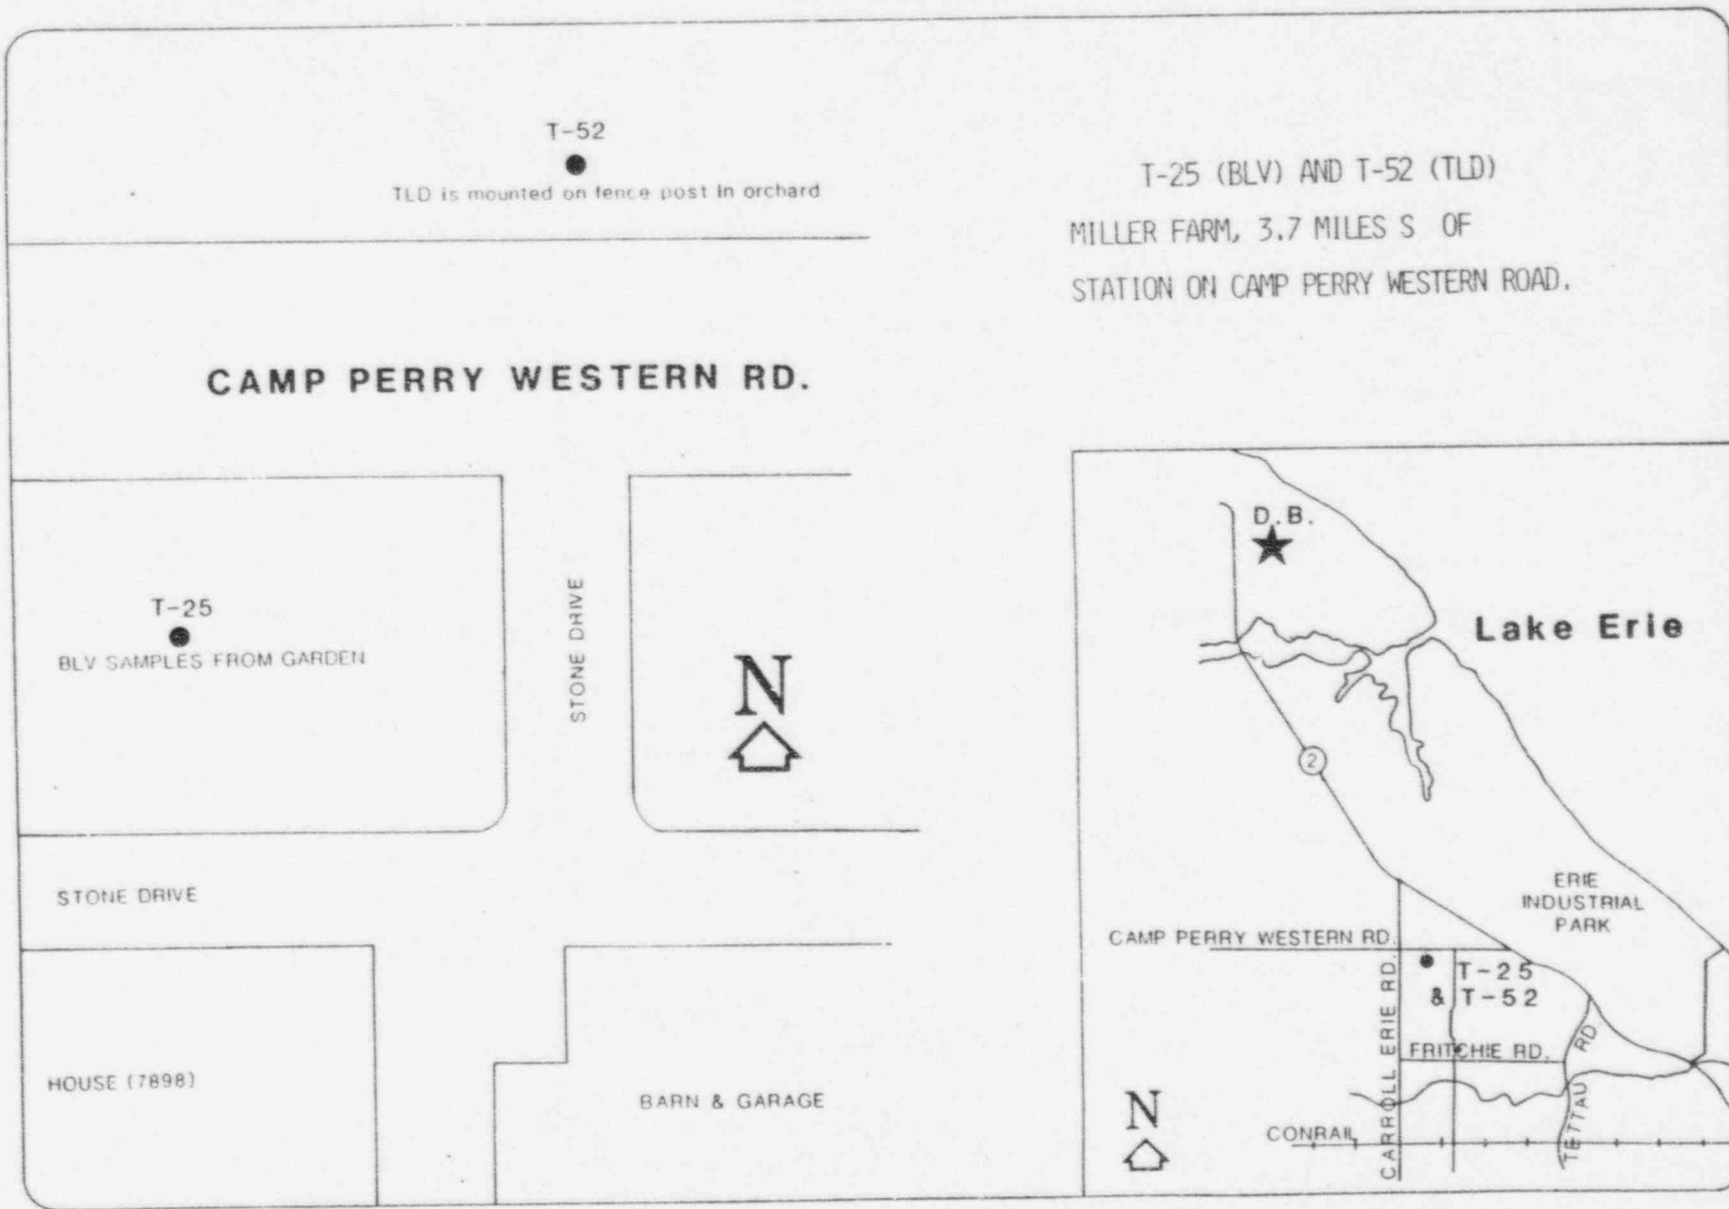 T-52
TLD is mounted on fence post in orchard
T-25 (BLV) AND T-52 (TLD)
MILLER FARM, 3.7 MILES S OF
STATION ON CAMP PERRY WESTERN ROAD.
CAMP PERRY WESTERN RD.
T-25
BLV SAMPLES FROM GARDEN
STONE DRIVE
N
STONE DRIVE
HOUSE (7898)
BARN & GARAGE
D.B.
Lake Erie
2
ERIE
INDUSTRIAL
PARK
CAMP PERRY WESTERN RD.
T-25
& T-52
CARROLL ERIE RD.
FRITCHIE RD.
TETTAU RD
N
CONRAIL